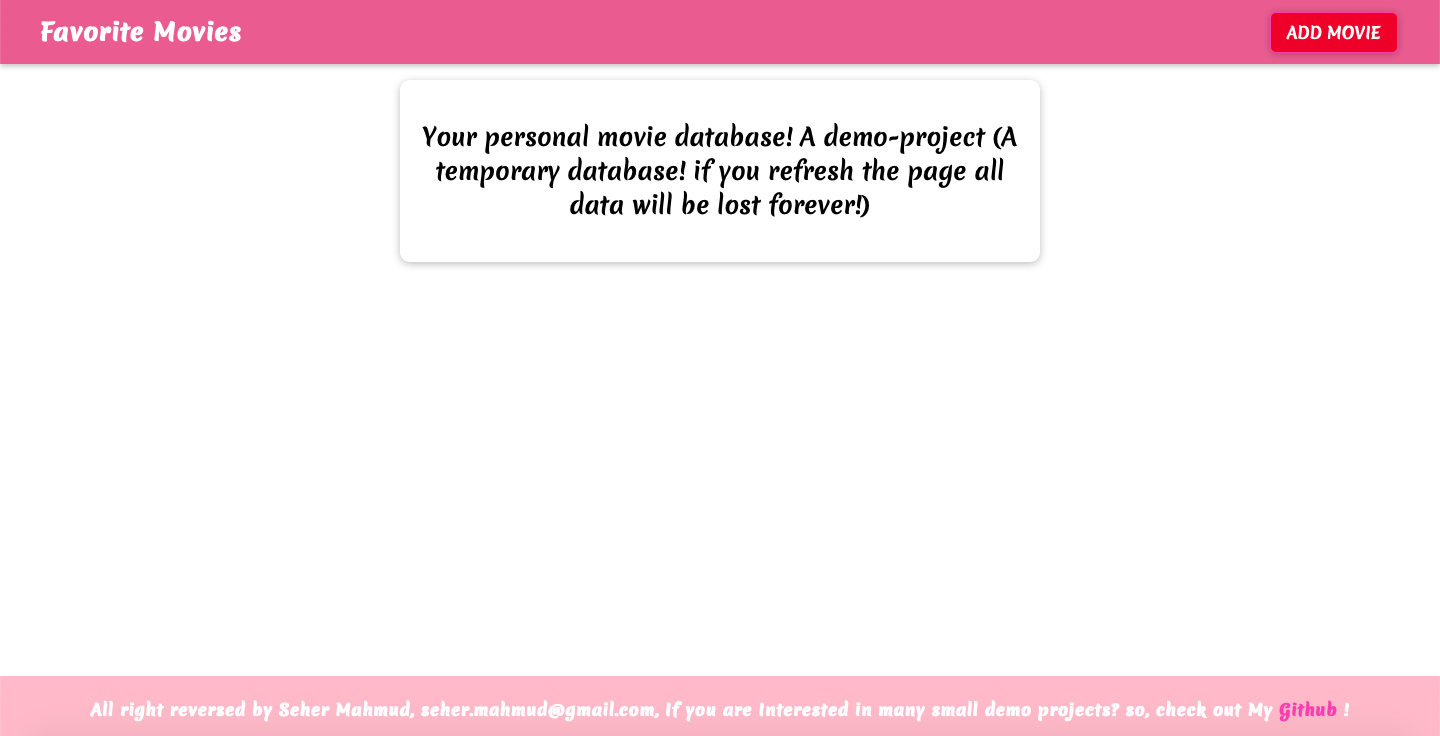 Favorite Movies
ADD MOVIE
Your personal movie database! A demo-project (A
temporary database! if you refresh the page all
data will be lost forever!)
All right reversed by Seher Mahmud, seher.mahmud@gmail.com, If you are Interested in many small demo projects? so, check out My Github !